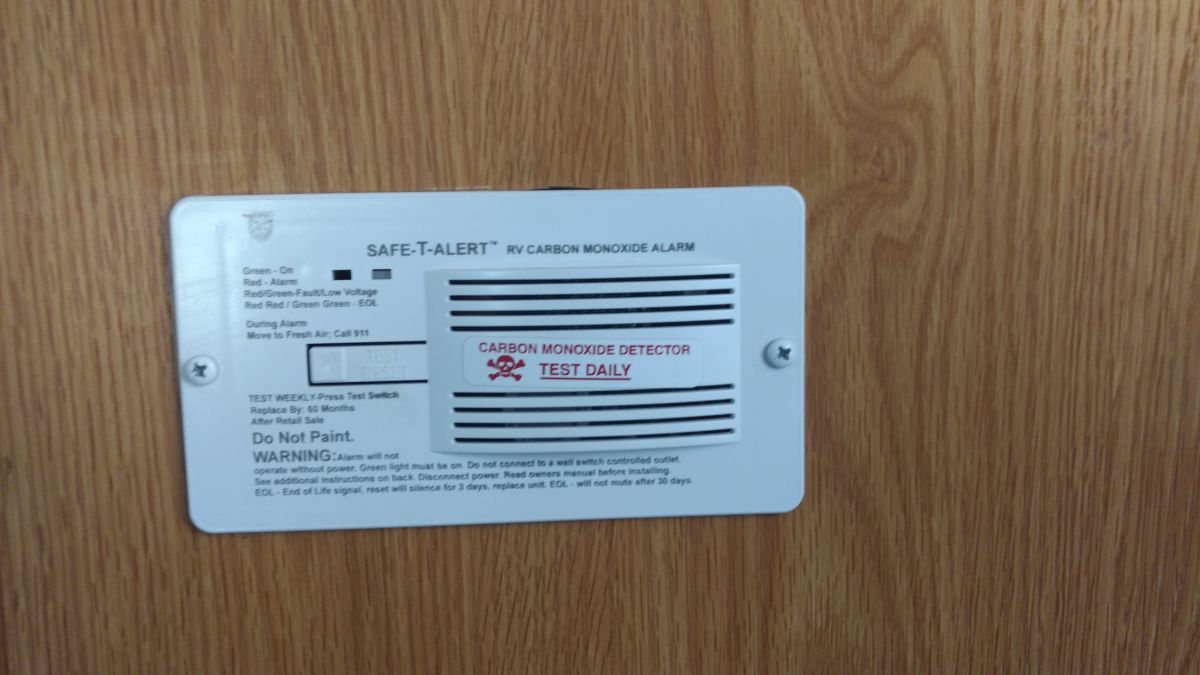 SAFE-T-ALERT™ RV CARBON MONOXIDE ALARM
Green - On
Red - Alarm
Red/Green-Fault/Low Voltage
Red Red / Green Green - EOL
During Alarm
Move to Fresh Air; Call 911
TEST
RESET
CARBON MONOXIDE DETECTOR
TEST DAILY
TEST WEEKLY-Press Test Switch
Replace By: 60 Months
After Retail Sale
Do Not Paint.
WARNING: Alarm will not
operate without power. Green light must be on. Do not connect to a wall switch controlled outlet.
See additional instructions on back. Disconnect power. Read owners manual before installing.
EOL - End of Life signal, reset will silence for 3 days, replace unit. EOL - will not mute after 30 days.